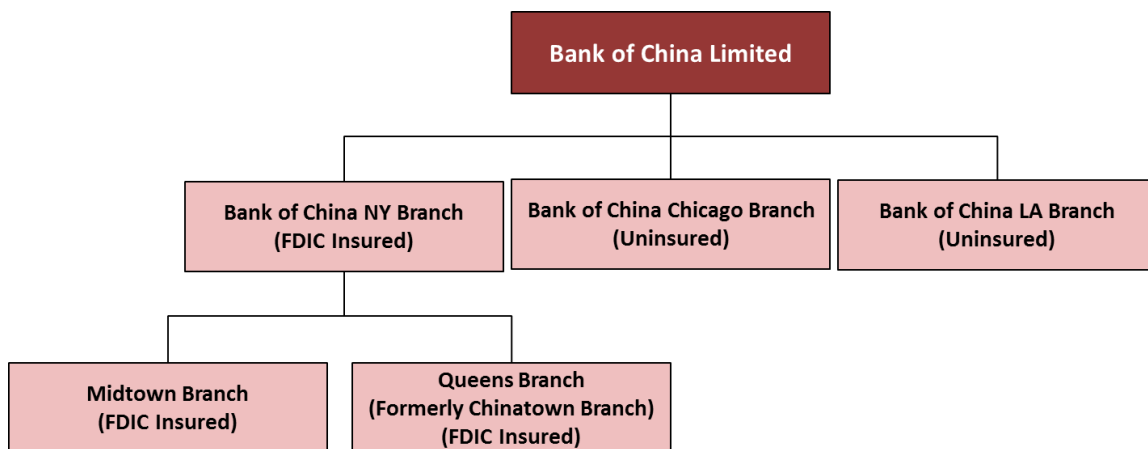 Bank of China Limited
Bank of China NY Branch
(FDIC Insured)
Bank of China Chicago Branch
(Uninsured)
Bank of China LA Branch
(Uninsured)
Midtown Branch
(FDIC Insured)
Queens Branch
(Formerly Chinatown Branch)
(FDIC Insured)